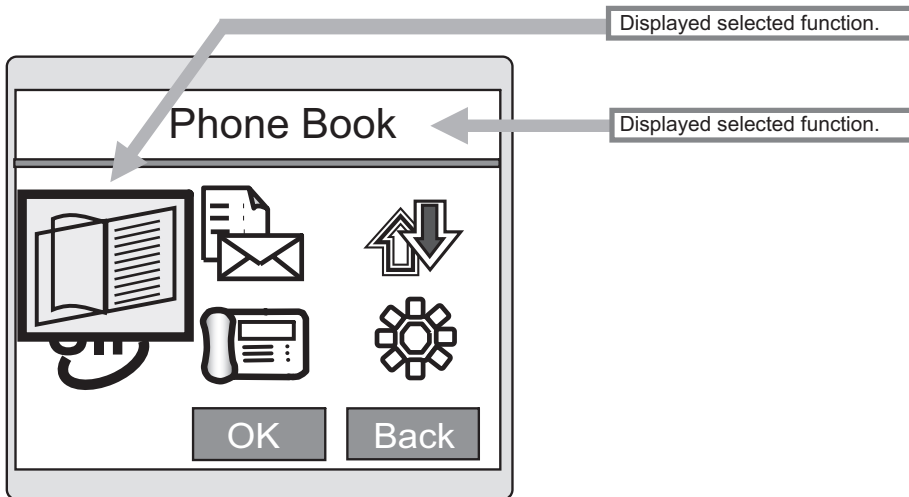 Displayed selected function.
Phone Book
Displayed selected function.
OK
Back